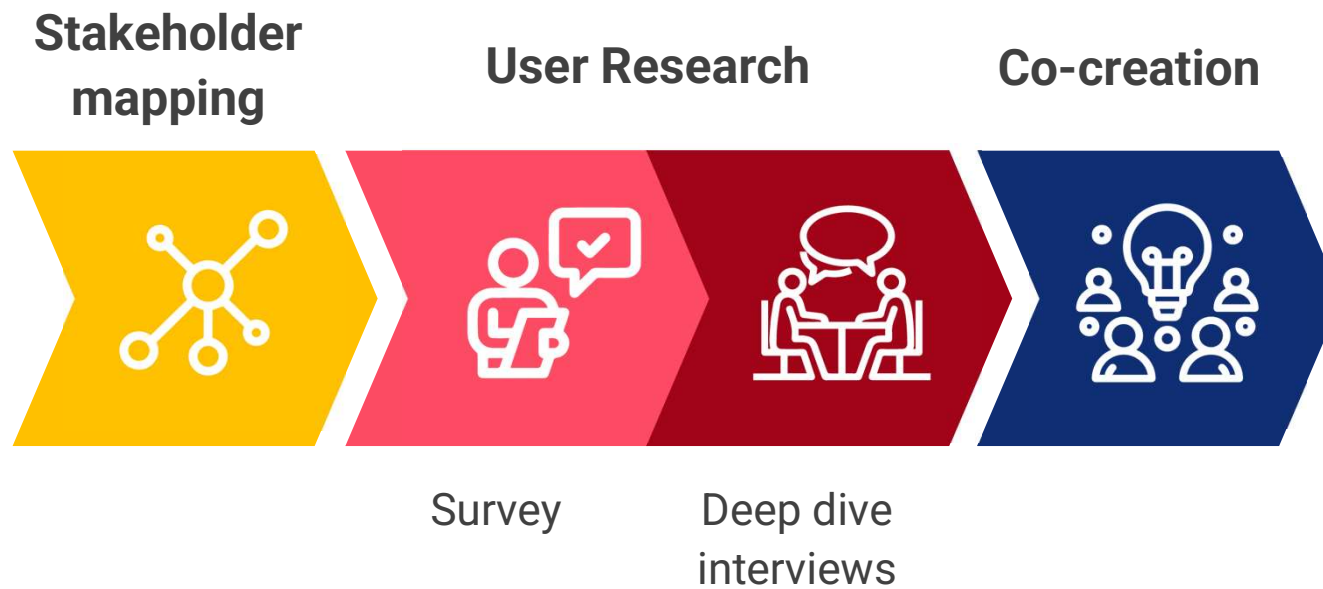 Stakeholder
mapping
User Research
Co-creation
Survey
Deep dive
interviews